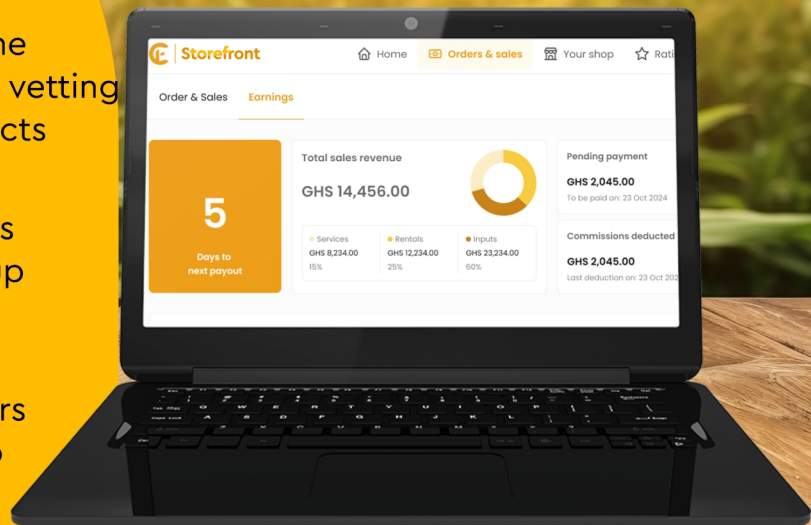 ne
vetting
cts
s
up
rs
Storefront
Home
Orders & sales
Your shop
Order & Sales
Earnings
5
Days to
next payout
Total sales revenue
GHS 14,456.00
Services
GHS 8,234.00
15%
Rentals
GHS 12,234.00
25%
Inputs
GHS 23,234.00
60%
Pending payment
GHS 2,045.00
To be paid on: 23 Oct 2024
Commissions deducted
GHS 2,045.00
Last deduction on: 23 Oct 202